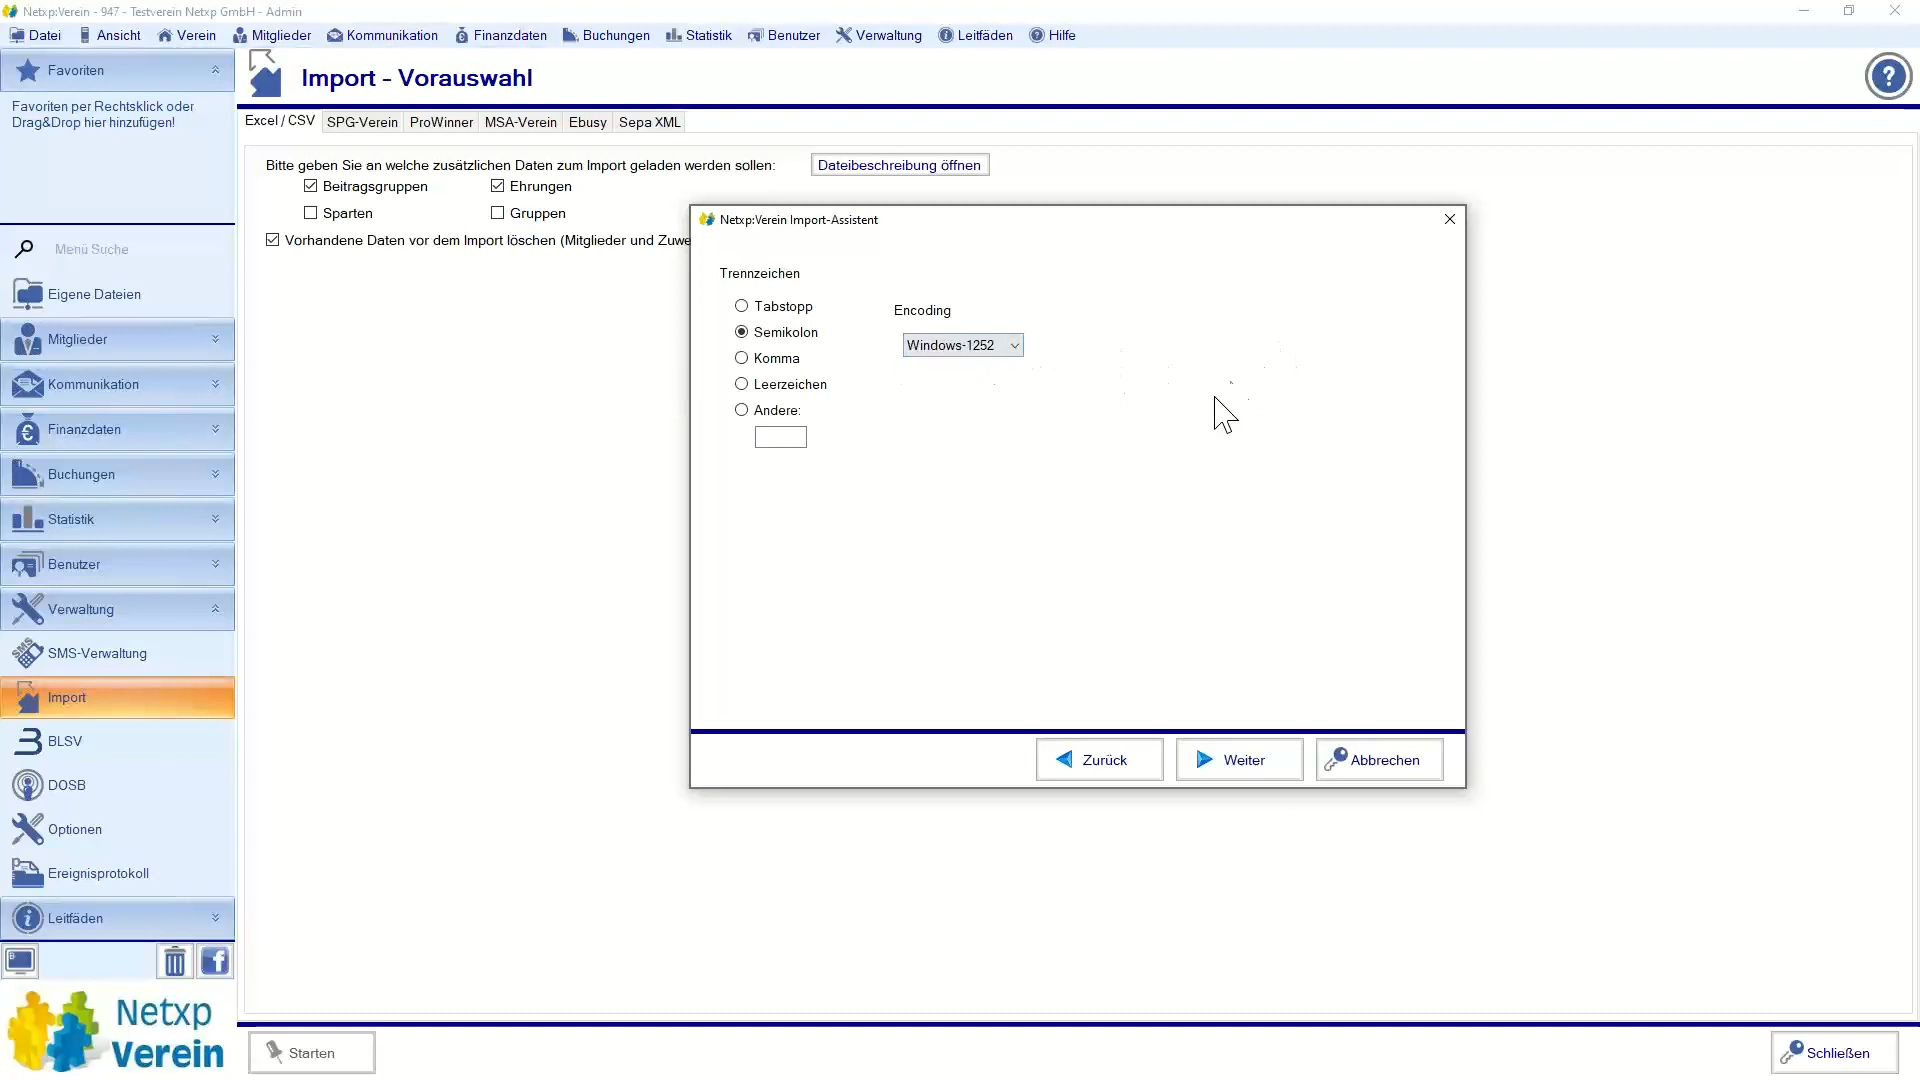 Netxp:Verein - 947 - Testverein Netxp GmbH - Admin
Datei Ansicht Verein Mitglieder Kommunikation Finanzdaten Buchungen Statistik Benutzer Verwaltung Leitfäden Hilfe
Favoriten
Favoriten per Rechtsklick oder
Drag&Drop hier hinzufügen!
Menü Suche
Eigene Dateien
Mitglieder
Kommunikation
Finanzdaten
Buchungen
Statistik
Benutzer
Verwaltung
SMS-Verwaltung
Import
BLSV
DOSB
Optionen
Ereignisprotokoll
Leitfäden
Netxp
Verein
Import - Vorauswahl
Excel / CSV SPG-Verein ProWinner MSA-Verein Ebusy Sepa XML
Bitte geben Sie an welche zusätzlichen Daten zum Import geladen werden sollen: Dateibeschreibung öffnen
Beitragsgruppen Ehrungen
Sparten Gruppen
Vorhandene Daten vor dem Import löschen (Mitglieder und Zuwe
Netxp:Verein Import-Assistent
Trennzeichen
Tabstopp
Semikolon
Komma
Leerzeichen
Andere:
Encoding
Windows-1252
Zurück Weiter Abbrechen
Starten Schließen